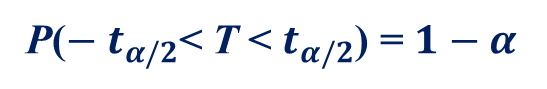 P(− t_{α/2} < T < t_{α/2}) = 1 − α